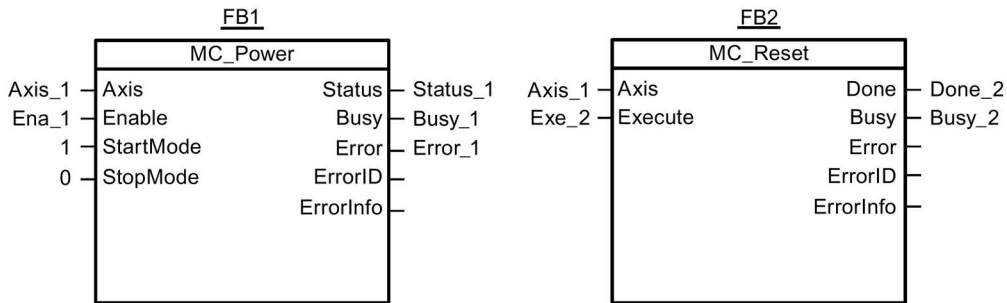 FB1
MC_Power
Axis_1 Axis Status Status_1
Ena_1 Enable Busy Busy_1
1 StartMode Error Error_1
0 StopMode ErrorID
ErrorInfo
FB2
MC_Reset
Axis_1 Axis Done Done_2
Exe_2 Execute Busy Busy_2
Error
ErrorID
ErrorInfo